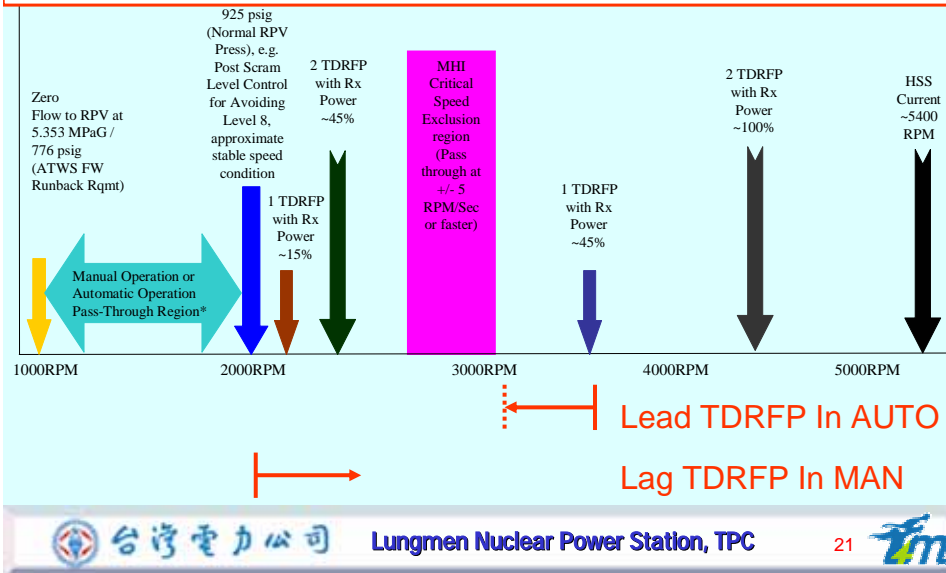 Zero
Flow to RPV at
5.353 MPaG /
776 psig
(ATWS FW
Runback Rqmt)
Manual Operation or
Automatic Operation
Pass-Through Region*
925 psig
(Normal RPV
Press), e.g.
Post Scram
Level Control
for Avoiding
Level 8,
approximate
stable speed
condition
1 TDRFP
with Rx
Power
~15%
2 TDRFP
with Rx
Power
~45%
MHI
Critical
Speed
Exclusion
region
(Pass
through at
+/- 5
RPM/Sec
or faster)
1 TDRFP
with Rx
Power
~45%
2 TDRFP
with Rx
Power
~100%
HSS
Current
~5400
RPM
1000RPM
2000RPM
3000RPM
4000RPM
5000RPM
Lead TDRFP In AUTO
Lag TDRFP In MAN
台湾電力公司
Lungmen Nuclear Power Station, TPC
21